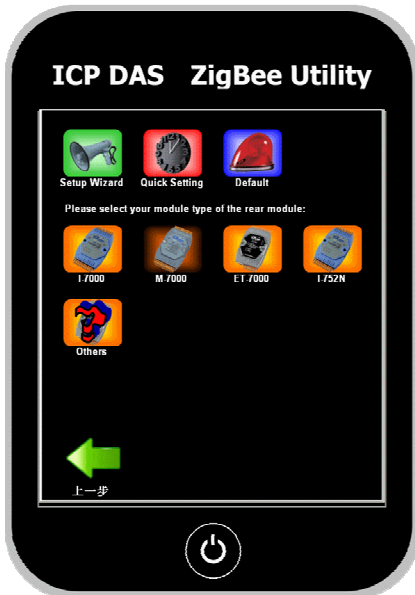 ICP DAS ZigBee Utility
Setup Wizard Quick Setting Default
Please select your module type of the rear module:
I-7000 M-7000 ET-7000 I-752N
Others
上一步